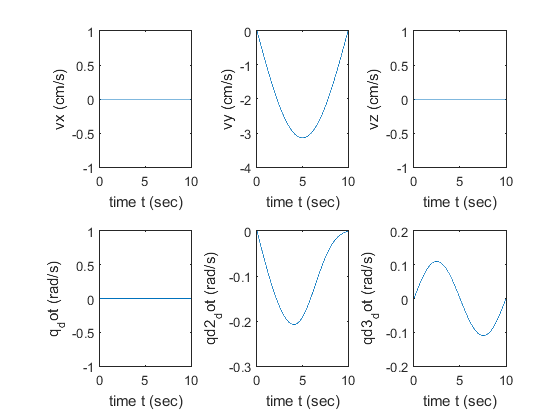 vx (cm/s)
1
0.5
0
-0.5
-1
0 5 10
time t (sec)
vy (cm/s)
0
-1
-2
-3
-4
0 5 10
time t (sec)
vz (cm/s)
1
0.5
0
-0.5
-1
0 5 10
time t (sec)
q_dot (rad/s)
1
0.5
0
-0.5
-1
0 5 10
time t (sec)
qd2_dot (rad/s)
0
-0.1
-0.2
-0.3
0 5 10
time t (sec)
qd3_dot (rad/s)
0.2
0.1
0
-0.1
-0.2
0 5 10
time t (sec)